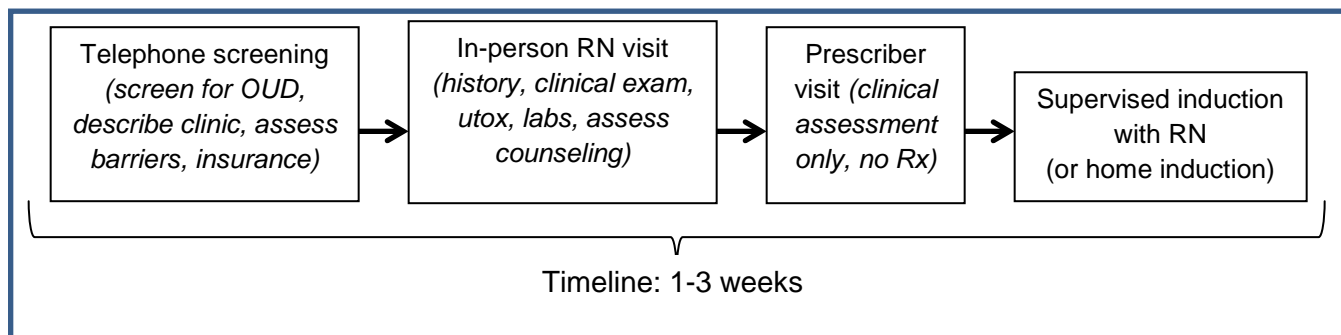 Telephone screening
(screen for OUD,
describe clinic, assess
barriers, insurance)
In-person RN visit
(history, clinical exam,
utox, labs, assess
counseling)
Prescriber
visit (clinical
assessment
only, no Rx)
Supervised induction
with RN
(or home induction)
Timeline: 1-3 weeks